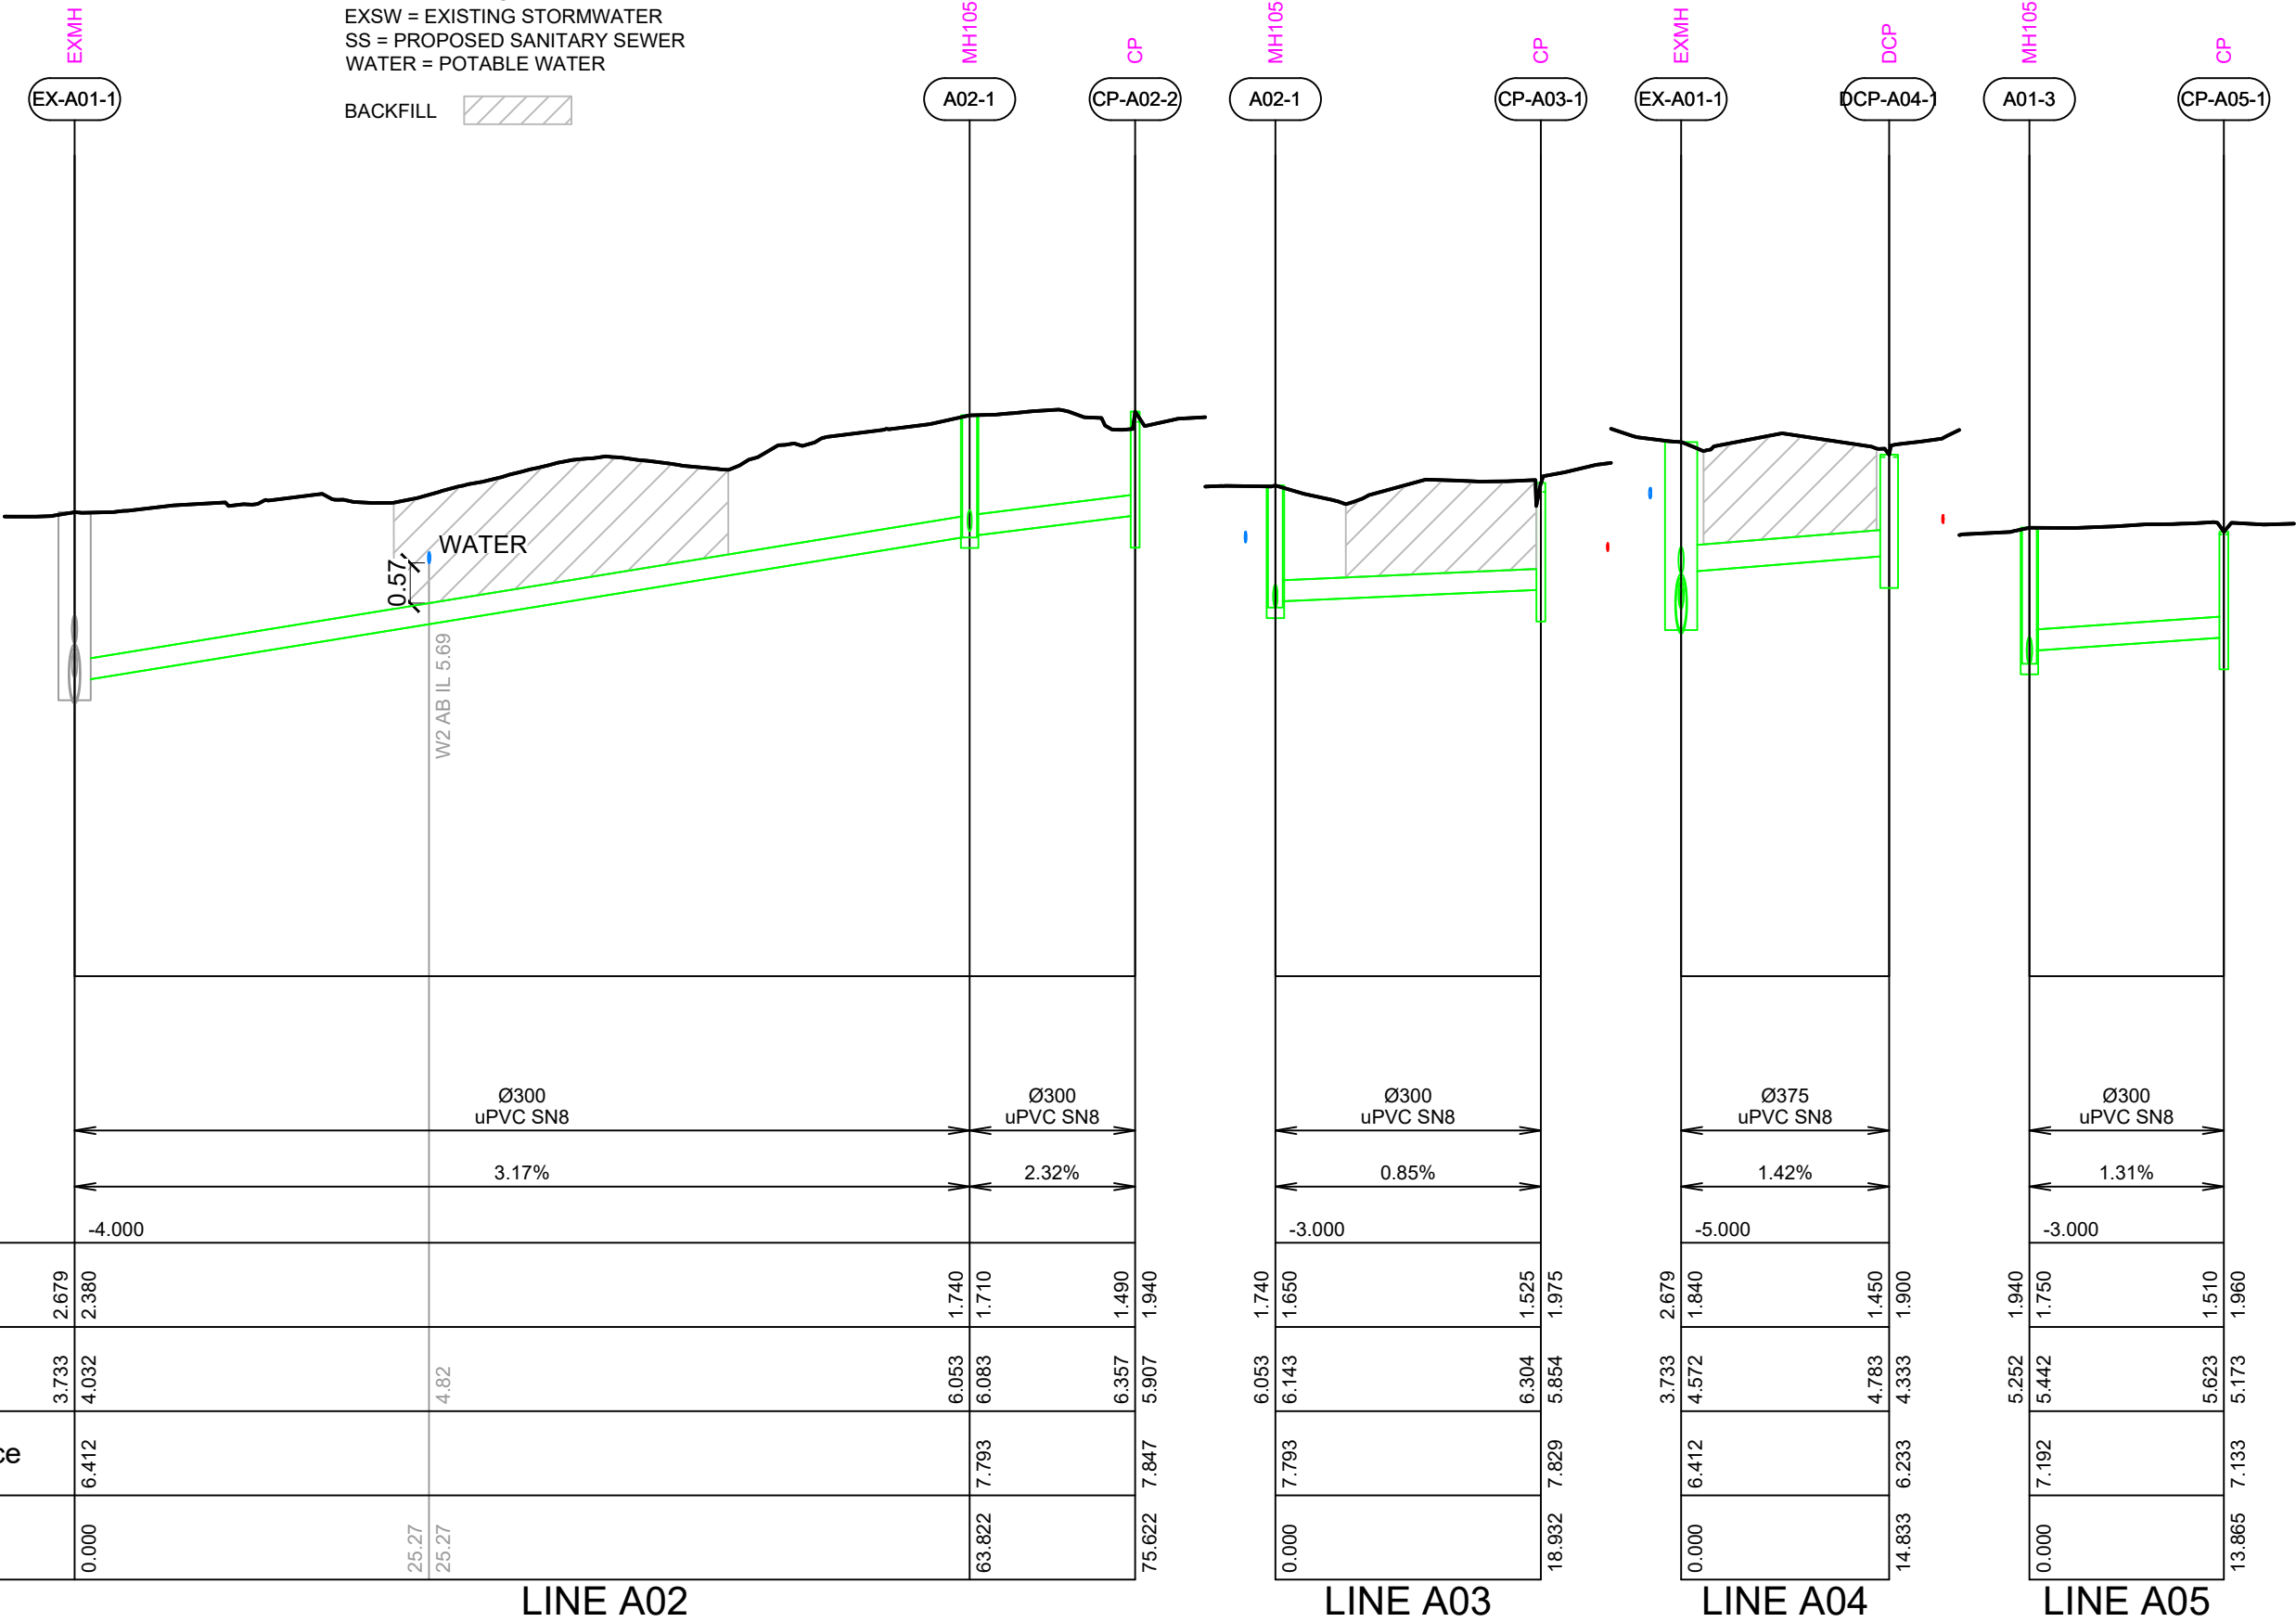 EXSW = EXISTING STORMWATER
SS = PROPOSED SANITARY SEWER
WATER = POTABLE WATER
BACKFILL
EXMH
MH105
CP
MH105
CP
EXMH
DCP
MH105
CP
EX-A01-1
A02-1
CP-A02-2
A02-1
CP-A03-1
EX-A01-1
DCP-A04-1
A01-3
CP-A05-1
WATER
0.57
W2 AB IL 5.69
Ø300
uPVC SN8
Ø300
uPVC SN8
Ø300
uPVC SN8
Ø375
uPVC SN8
Ø300
uPVC SN8
3.17%
2.32%
0.85%
1.42%
1.31%
-4.000
-3.000
-5.000
-3.000
2.679
2.380
1.740
1.710
1.490
1.940
1.740
1.650
1.525
1.975
2.679
1.840
1.450
1.900
1.940
1.750
1.510
1.960
3.733
4.032
4.82
6.053
6.083
6.357
5.907
6.053
6.143
6.304
5.854
3.733
4.572
4.783
4.333
5.252
5.442
5.623
5.173
6.412
7.793
7.847
7.793
7.829
6.412
6.233
7.192
7.133
0.000
25.27
25.27
63.822
75.622
0.000
18.932
0.000
14.833
0.000
13.865
LINE A02
LINE A03
LINE A04
LINE A05